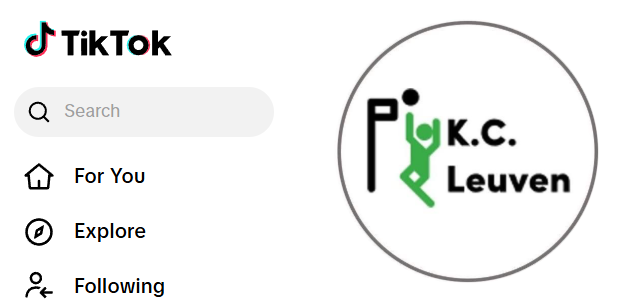 TikTok
Search
For You
Explore
Following
K.C.
Leuven